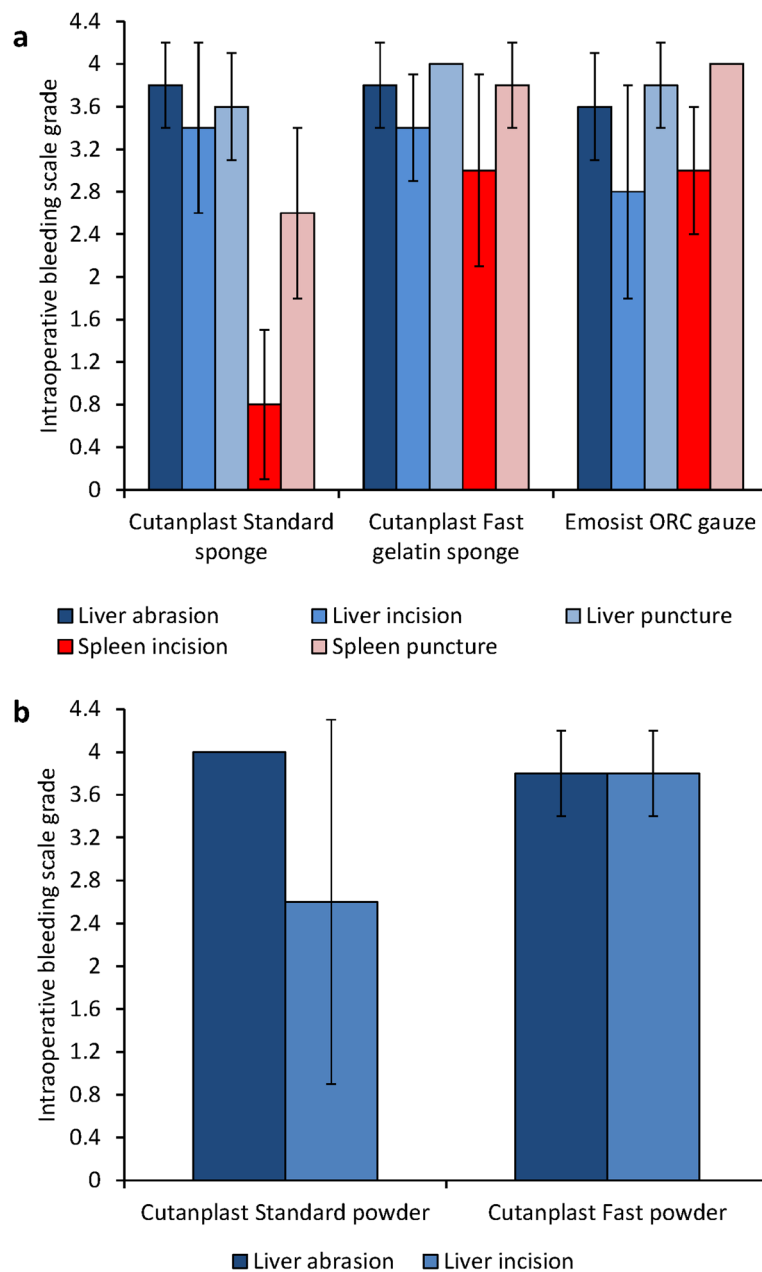 a
Intraoperative bleeding scale grade
4.4
4
3.6
3.2
2.8
2.4
2
1.6
1.2
0.8
0.4
0
Cutanplast Standard
sponge
Cutanplast Fast
gelatin sponge
Emosist ORC gauze
Liver abrasion
Liver incision
Liver puncture
Spleen incision
Spleen puncture
b
Intraoperative bleeding scale grade
4.4
4
3.6
3.2
2.8
2.4
2
1.6
1.2
0.8
0.4
0
Cutanplast Standard powder
Cutanplast Fast powder
Liver abrasion
Liver incision